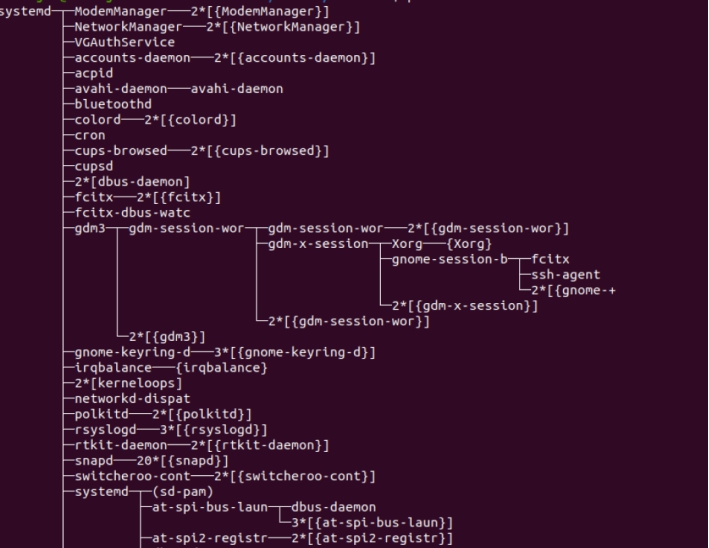 systemd─┬─ModemManager───2*[{ModemManager}]
        ├─NetworkManager───2*[{NetworkManager}]
        ├─VGAuthService
        ├─accounts-daemon───2*[{accounts-daemon}]
        ├─acpid
        ├─avahi-daemon───avahi-daemon
        ├─bluetoothd
        ├─colord───2*[{colord}]
        ├─cron
        ├─cups-browsed───2*[{cups-browsed}]
        ├─cupsd
        ├─2*[dbus-daemon]
        ├─fcitx───2*[{fcitx}]
        ├─fcitx-dbus-watc
        ├─gdm3─┬─gdm-session-wor─┬─gdm-session-wor───2*[{gdm-session-wor}]
        │      │                 ├─gdm-x-session─┬─Xorg───{Xorg}
        │      │                 │               ├─gnome-session-b─┬─fcitx
        │      │                 │               │                 ├─ssh-agent
        │      │                 │               │                 └─2*[{gnome-+
        │      │                 │               └─2*[{gdm-x-session}]
        │      │                 └─2*[{gdm-session-wor}]
        │      └─2*[{gdm3}]
        ├─gnome-keyring-d───3*[{gnome-keyring-d}]
        ├─irqbalance───{irqbalance}
        ├─2*[kerneloops]
        ├─networkd-dispat
        ├─polkitd───2*[{polkitd}]
        ├─rsyslogd───3*[{rsyslogd}]
        ├─rtkit-daemon───2*[{rtkit-daemon}]
        ├─snapd───20*[{snapd}]
        ├─switcheroo-cont───2*[{switcheroo-cont}]
        ├─systemd─┬─(sd-pam)
        │         ├─at-spi-bus-laun─┬─dbus-daemon
        │         │                 └─3*[{at-spi-bus-laun}]
        │         ├─at-spi2-registr───2*[{at-spi2-registr}]